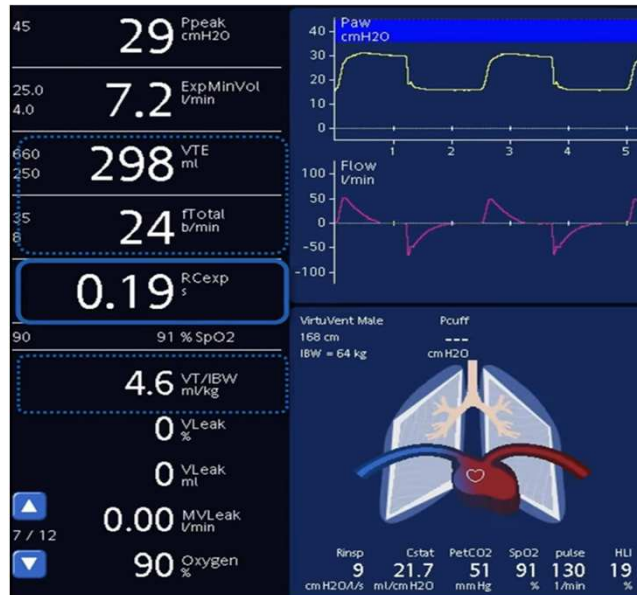 45
29 Ppeak
cmH2O
25.0
4.0
7.2 ExpMinVol
l/min
660
250
298 VTE
ml
35
8
24 fTotal
b/min
0.19 RCexp
s
90 91 % SpO2
4.6 VT/IBW
ml/kg
0 VLeak
%
0 VLeak
ml
7 / 12
0.00 MVLeak
l/min
90 Oxygen
%
Paw
cmH2O
40
30
20
10
0
1 2 3 4 5
Flow
l/min
100
50
0
-50
-100
VirtuVent Male Pcuff
168 cm ---
IBW = 64 kg cmH2O
Rinsp Cstat PetCO2 SpO2 pulse HLI
9 21.7 51 91 130 19
cmH2O/l/s ml/cmH2O mmHg % 1/min %